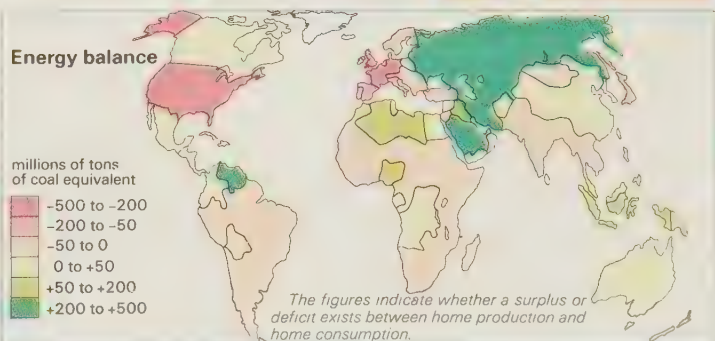 Energy balance
millions of tons
of coal equivalent
-500 to -200
-200 to -50
-50 to 0
0 to +50
+50 to +200
+200 to +500
The figures indicate whether a surplus or
deficit exists between home production and
home consumption.